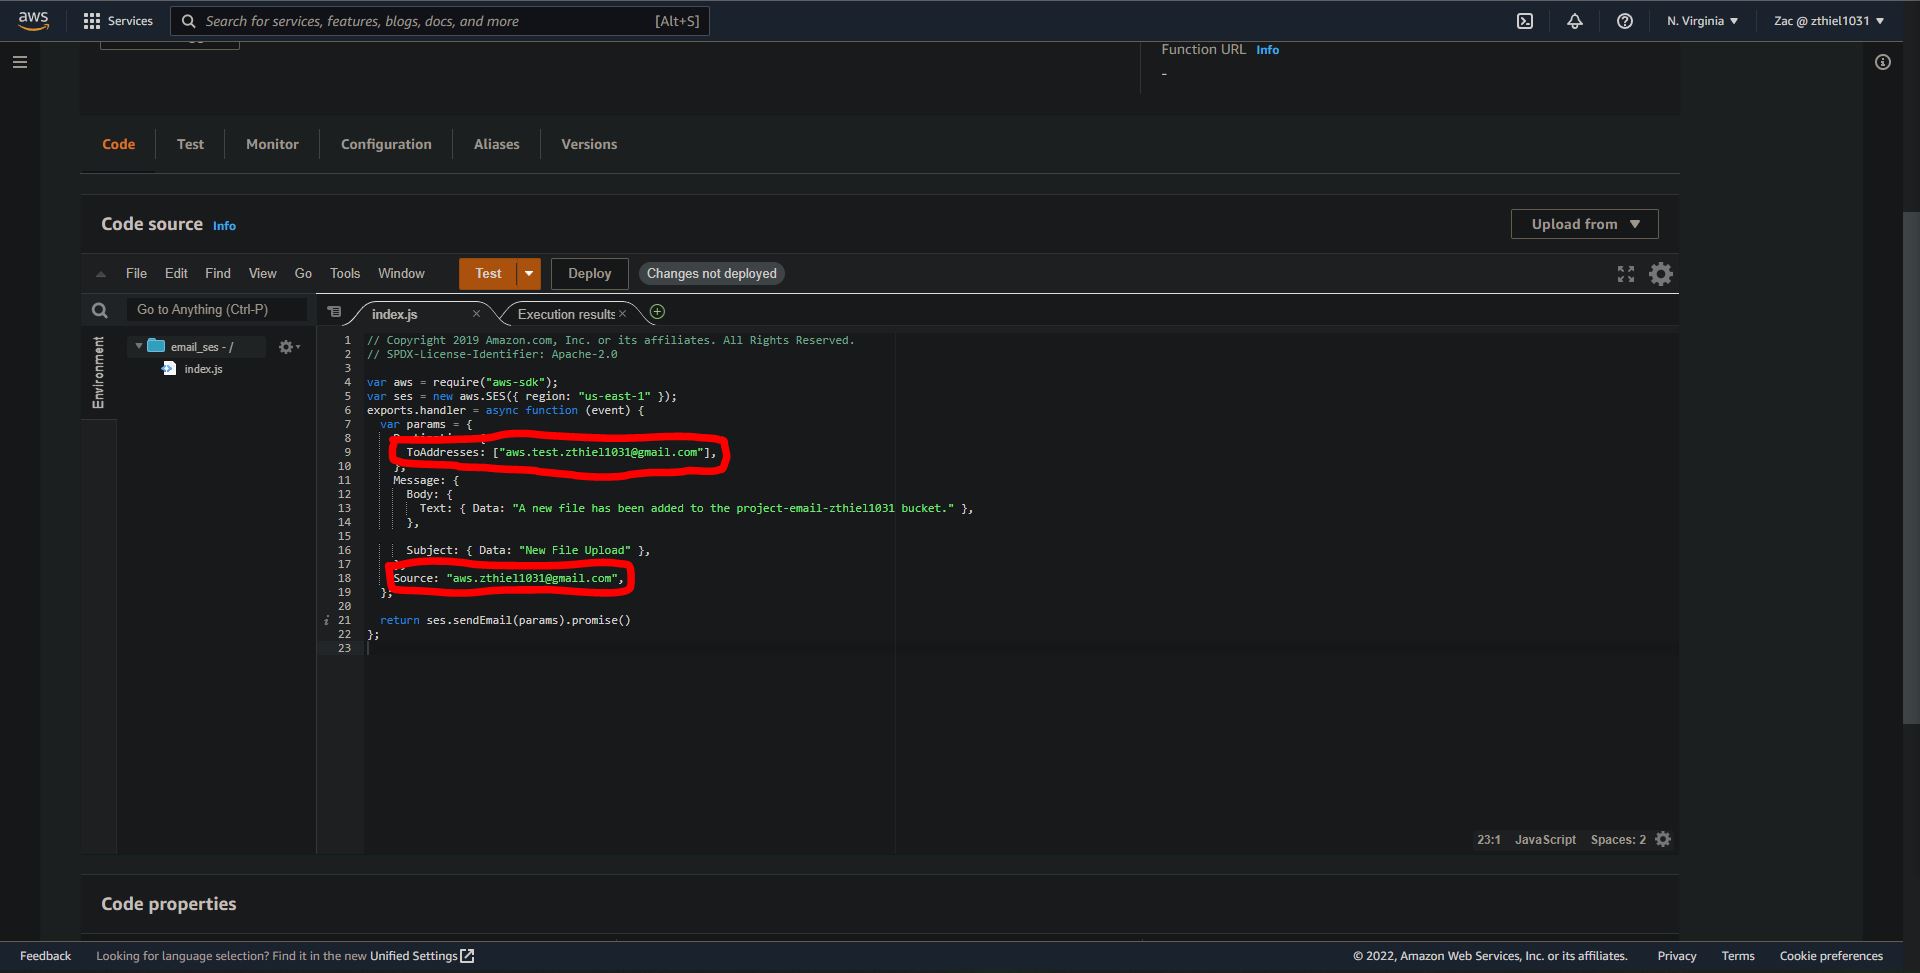 aws Services Search for services, features, blogs, docs, and more [Alt+S] N. Virginia Zac @ zthiel1031
Function URL Info
-
Code Test Monitor Configuration Aliases Versions
Code source Info Upload from
File Edit Find View Go Tools Window Test Deploy Changes not deployed
Go to Anything (Ctrl-P) index.js Execution results
Environment
email_ses - /
index.js
1 // Copyright 2019 Amazon.com, Inc. or its affiliates. All Rights Reserved.
2 // SPDX-License-Identifier: Apache-2.0
3
4 var aws = require("aws-sdk");
5 var ses = new aws.SES({ region: "us-east-1" });
6 exports.handler = async function (event) {
7 var params = {
8 {
9 ToAddresses: ["aws.test.zthiel1031@gmail.com"],
10 },
11 Message: {
12 Body: {
13 Text: { Data: "A new file has been added to the project-email-zthiel1031 bucket." },
14 },
15
16 Subject: { Data: "New File Upload" },
17
18 Source: "aws.zthiel1031@gmail.com",
19 };
20
21 return ses.sendEmail(params).promise()
22 };
23
23:1 JavaScript Spaces: 2
Code properties
Feedback Looking for language selection? Find it in the new Unified Settings © 2022, Amazon Web Services, Inc. or its affiliates. Privacy Terms Cookie preferences